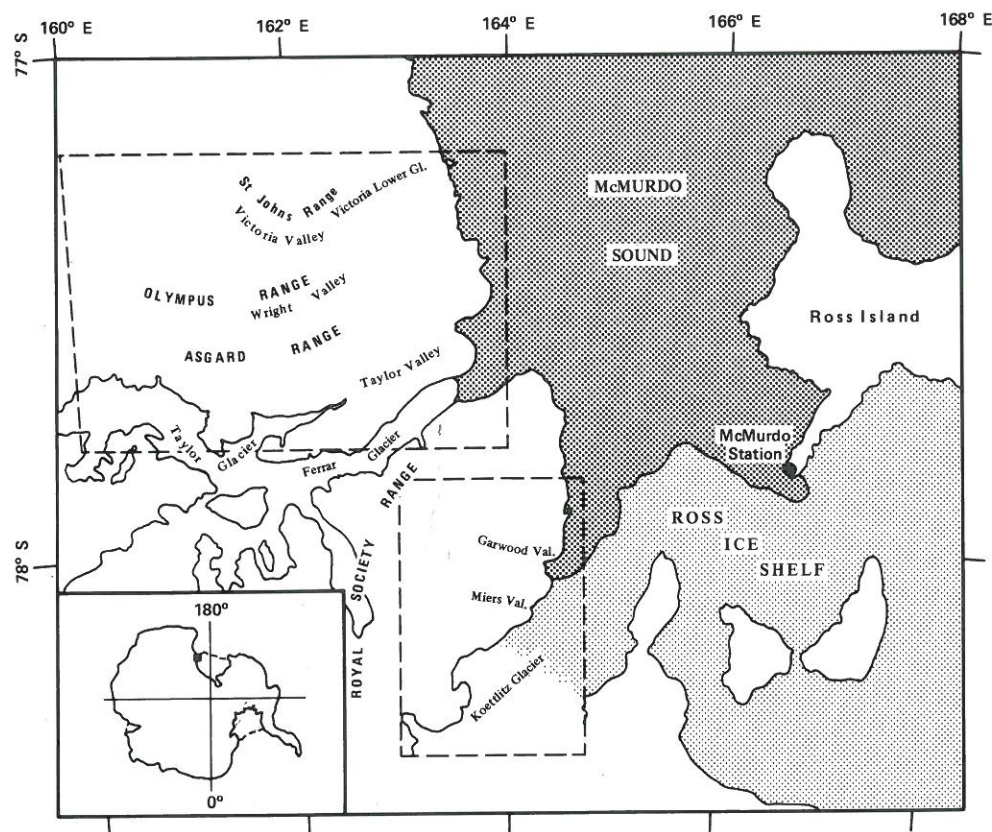 160° E
162° E
164° E
166° E
168° E
77° S
St Johns Range
Victoria Lower Gl.
Victoria Valley
McMURDO
SOUND
OLYMPUS RANGE
Wright Valley
ASGARD RANGE
Ross Island
Taylor Valley
Taylor Glacier
Ferrar Glacier
McMurdo
Station
ROSS
ICE
SHELF
78° S
ROYAL SOCIETY RANGE
Garwood Val.
Miers Val.
Koettlitz Glacier
180°
0°